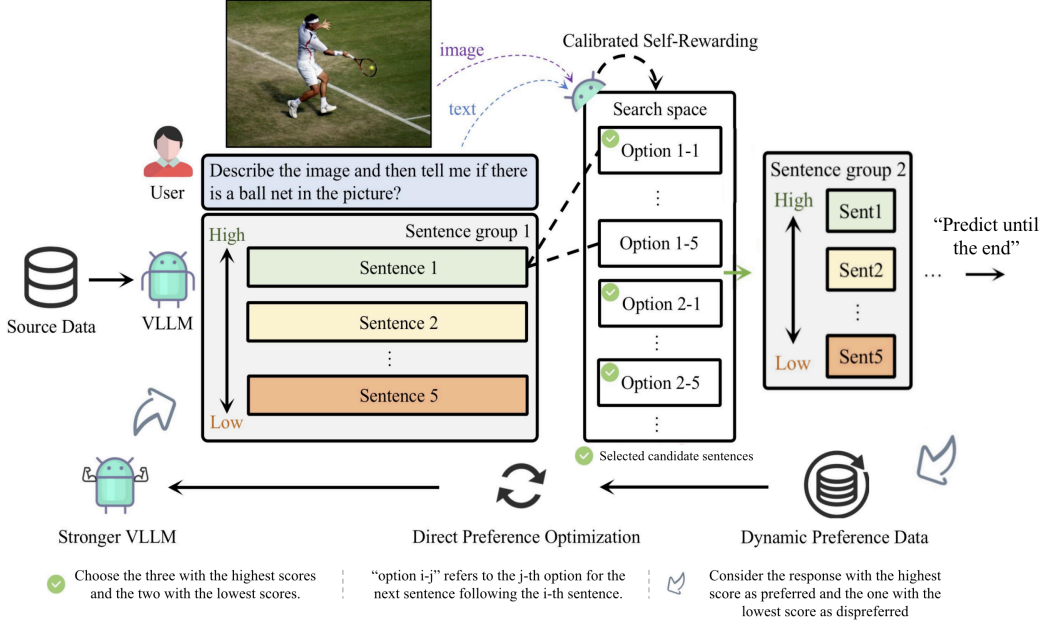 image
text
Calibrated Self-Rewarding
Search space
Option 1-1
⋮
Option 1-5
Option 2-1
⋮
Option 2-5
⋮
Selected candidate sentences
User
Describe the image and then tell me if there
is a ball net in the picture?
Sentence group 1
High
Sentence 1
Sentence 2
⋮
Sentence 5
Low
Source Data
VLLM
Sentence group 2
High
Sent1
Sent2
⋮
Sent5
Low
...
“Predict until
the end”
Stronger VLLM
Direct Preference Optimization
Dynamic Preference Data
Choose the three with the highest scores
and the two with the lowest scores.
“option i-j” refers to the j-th option for the
next sentence following the i-th sentence.
Consider the response with the highest
score as preferred and the one with the
lowest score as dispreferred